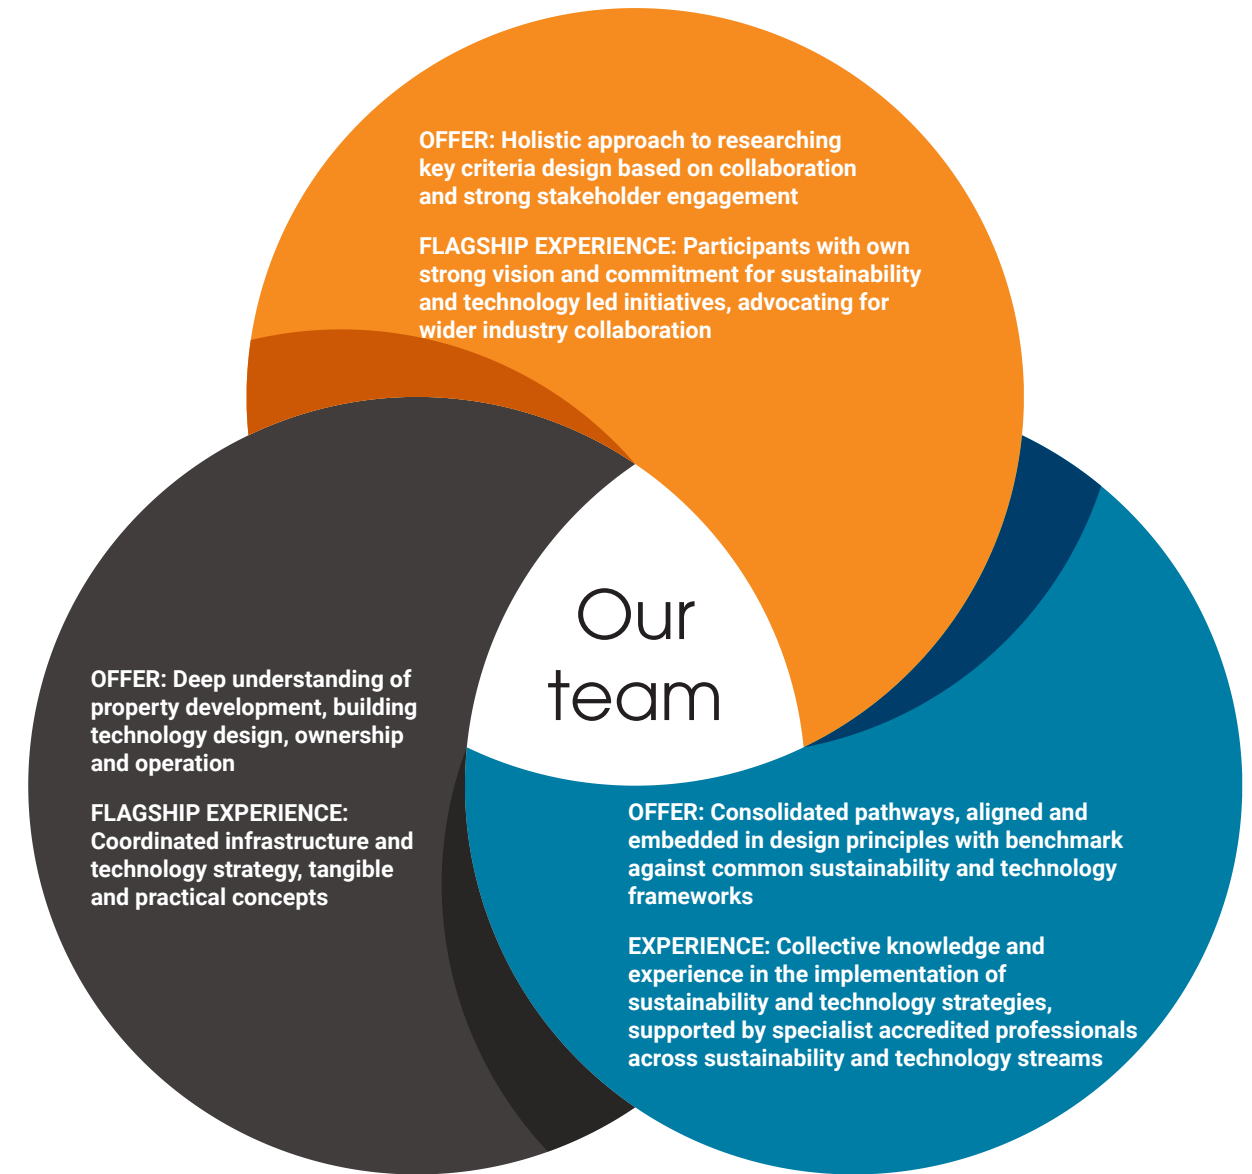 OFFER: Holistic approach to researching
key criteria design based on collaboration
and strong stakeholder engagement
FLAGSHIP EXPERIENCE: Participants with own
strong vision and commitment for sustainability
and technology led initiatives, advocating for
wider industry collaboration
Our
team
OFFER: Deep understanding of
property development, building
technology design, ownership
and operation
FLAGSHIP EXPERIENCE:
Coordinated infrastructure and
technology strategy, tangible
and practical concepts
OFFER: Consolidated pathways, aligned and
embedded in design principles with benchmark
against common sustainability and technology
frameworks
EXPERIENCE: Collective knowledge and
experience in the implementation of
sustainability and technology strategies,
supported by specialist accredited professionals
across sustainability and technology streams